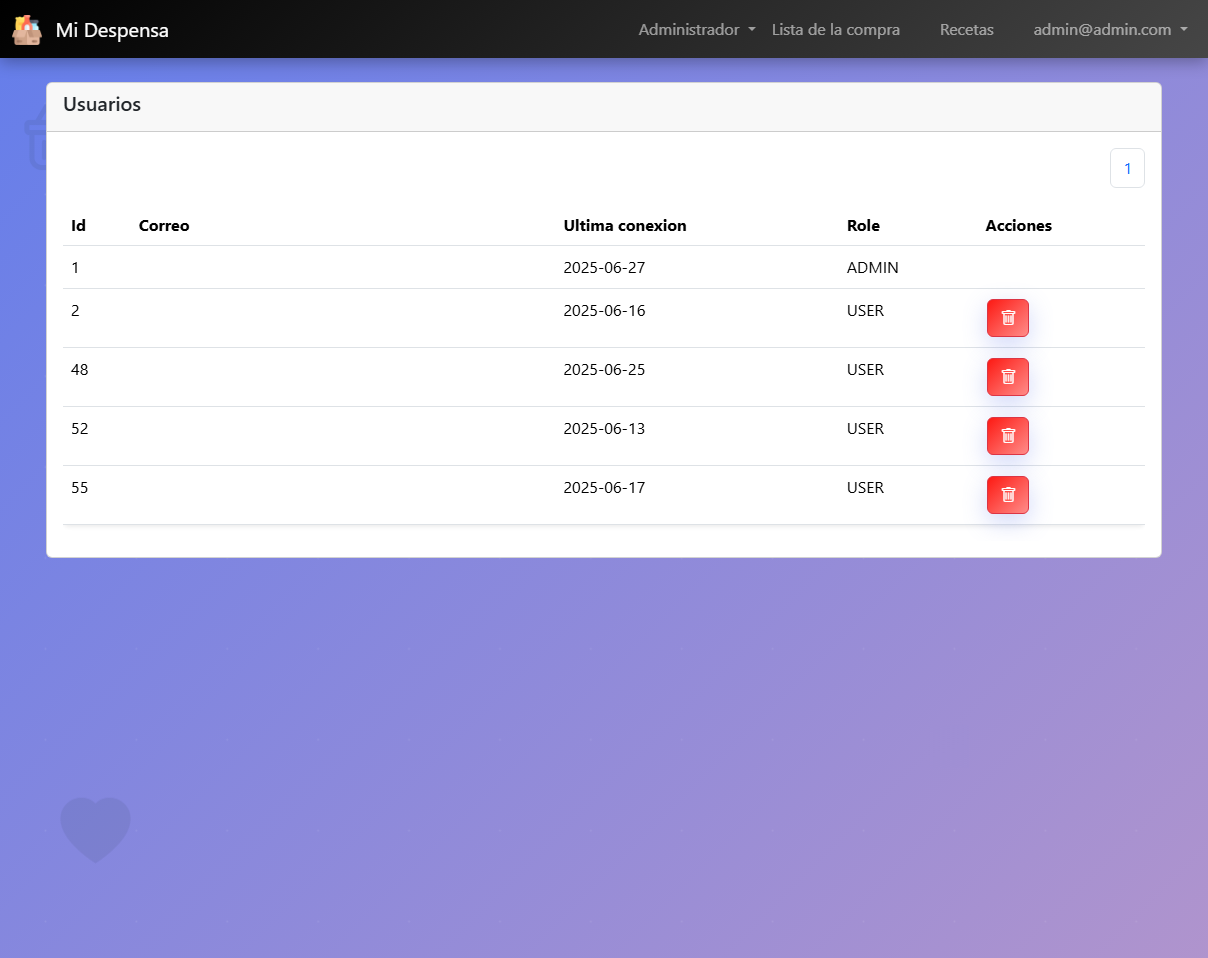 Mi Despensa Administrador Lista de la compra Recetas admin@admin.com
Usuarios
1
Id Correo Ultima conexion Role Acciones
1 2025-06-27 ADMIN
2 2025-06-16 USER
48 2025-06-25 USER
52 2025-06-13 USER
55 2025-06-17 USER